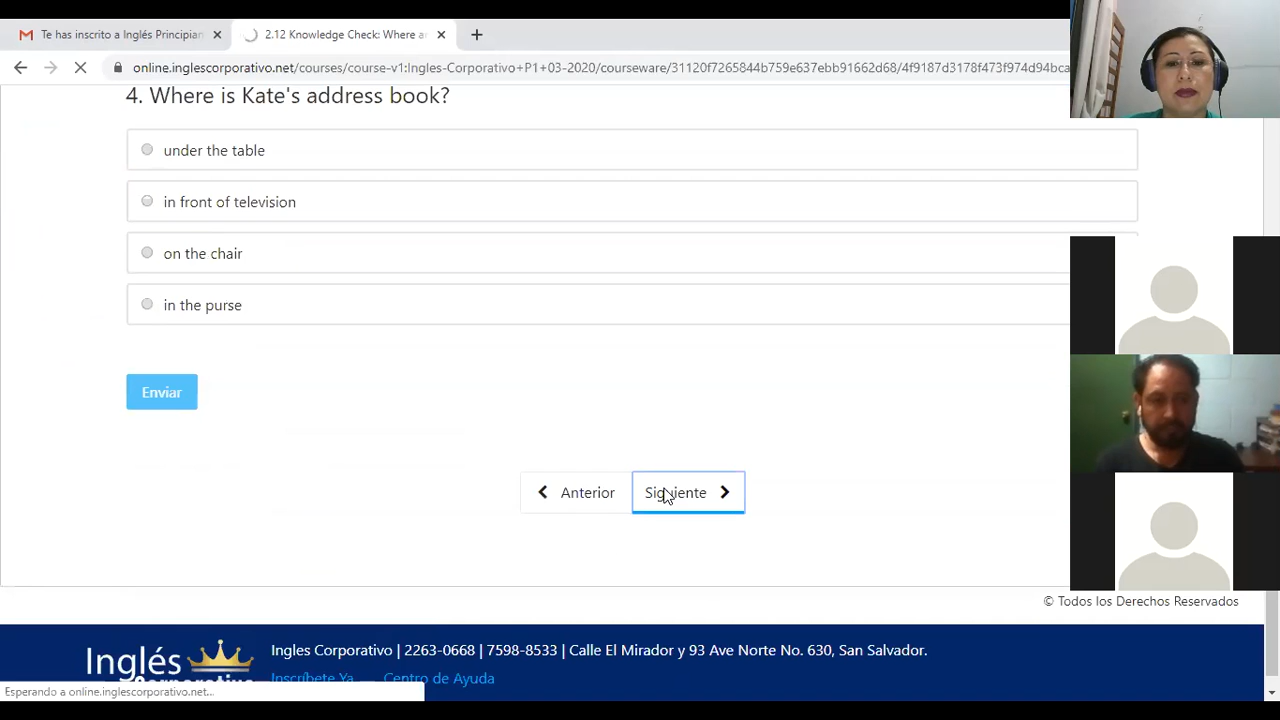 Te has inscrito a Inglés Principian
2.12 Knowledge Check: Where a
online.inglescorporativo.net/courses/course-v1:Ingles-Corporativo+P1+03-2020/courseware/31120f7265844b759e637ebb91662d68/4f9187d3178f473f974d94bca
4. Where is Kate's address book?
under the table
in front of television
on the chair
in the purse
Enviar
Anterior
Siguiente
© Todos los Derechos Reservados
Inglés
Corporativo
Ingles Corporativo | 2263-0668 | 7598-8533 | Calle El Mirador y 93 Ave Norte No. 630, San Salvador.
Inscríbete Ya
Centro de Ayuda
Esperando a online.inglescorporativo.net...